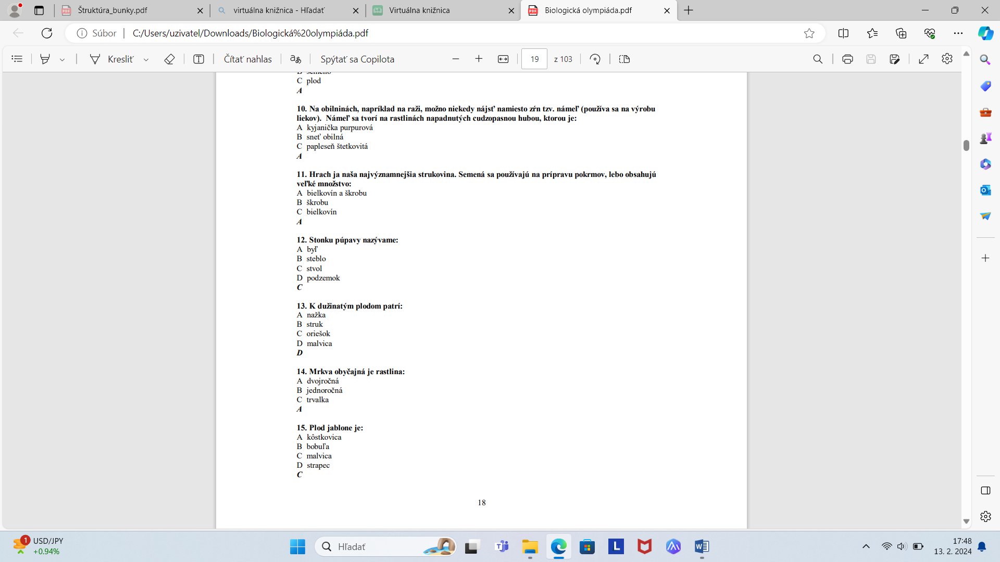 Štruktúra_bunky.pdf
virtuálna knižnica - Hľadať
Virtuálna knižnica
Biologická olympiáda.pdf
Súbor
C:/Users/uzivatel/Downloads/Biologická%20olympiáda.pdf
Kresliť
Čítať nahlas
aあ
Spýtať sa Copilota
19
z 103
C plod
A
10. Na obilninách, napríklad na raži, možno niekedy nájsť namiesto zŕn tzv. námeľ (používa sa na výrobu
liekov). Námeľ sa tvorí na rastlinách napadnutých cudzopasnou hubou, ktorou je:
A kyjanička purpurová
B sneť obilná
C papleseň štetkovitá
A
11. Hrach ja naša najvýznamnejšia strukovina. Semená sa používajú na prípravu pokrmov, lebo obsahujú
veľké množstvo:
A bielkovín a škrobu
B škrobu
C bielkovín
A
12. Stonku púpavy nazývame:
A byľ
B steblo
C stvol
D podzemok
C
13. K dužinatým plodom patrí:
A nažka
B struk
C oriešok
D malvica
D
14. Mrkva obyčajná je rastlina:
A dvojročná
B jednoročná
C trvalka
A
15. Plod jablone je:
A kôstkovica
B bobuľa
C malvica
D strapec
C
18
1
USD/JPY
+0.94%
Hľadať
L
17:48
13. 2. 2024